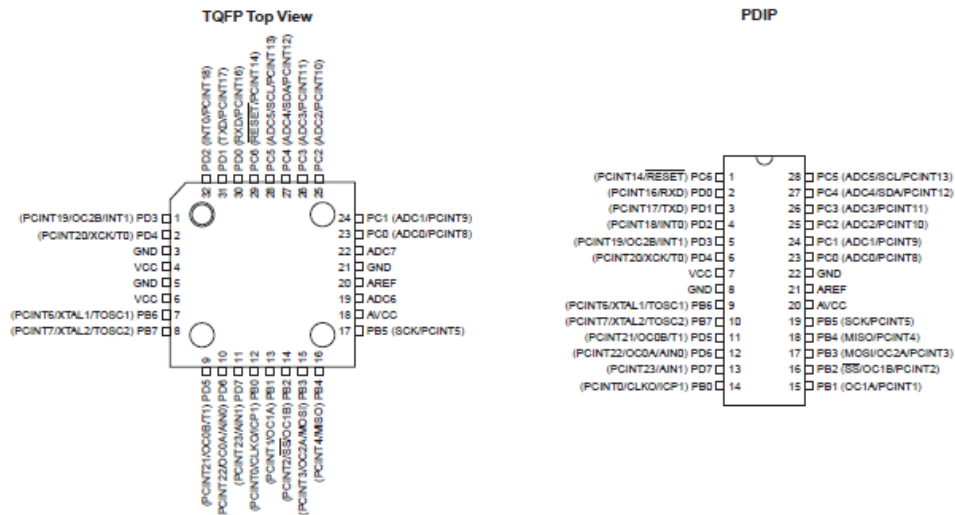 TQFP Top View
PD2 (INT0/PCINT18)
PD1 (TXD/PCINT17)
PD0 (RXD/PCINT16)
PC6 (RESET/PCINT14)
PC5 (ADC5/SCL/PCINT13)
PC4 (ADC4/SDA/PCINT12)
PC3 (ADC3/PCINT11)
PC2 (ADC2/PCINT10)
32 31 30 29 28 27 26 25
(PCINT19/OC2B/INT1) PD3 1
(PCINT20/XCK/T0) PD4 2
GND 3
VCC 4
GND 5
VCC 6
(PCINT6/XTAL1/TOSC1) PB6 7
(PCINT7/XTAL2/TOSC2) PB7 8
24 PC1 (ADC1/PCINT9)
23 PC0 (ADC0/PCINT8)
22 ADC7
21 GND
20 AREF
19 ADC6
18 AVCC
17 PB5 (SCK/PCINT5)
9 10 11 12 13 14 15 16
(PCINT21/OC0B/T1) PD5
(PCINT22/OC0A/AIN0) PD6
(PCINT23/AIN1) PD7
(PCINT0/CLKO/ICP1) PB0
(PCINT1/OC1A) PB1
(PCINT2/SS/OC1B) PB2
(PCINT3/OC2A/MOSI) PB3
(PCINT4/MISO) PB4
PDIP
(PCINT14/RESET) PC6 1
(PCINT16/RXD) PD0 2
(PCINT17/TXD) PD1 3
(PCINT18/INT0) PD2 4
(PCINT19/OC2B/INT1) PD3 5
(PCINT20/XCK/T0) PD4 6
VCC 7
GND 8
(PCINT6/XTAL1/TOSC1) PB6 9
(PCINT7/XTAL2/TOSC2) PB7 10
(PCINT21/OC0B/T1) PD5 11
(PCINT22/OC0A/AIN0) PD6 12
(PCINT23/AIN1) PD7 13
(PCINT0/CLKO/ICP1) PB0 14
28 PC5 (ADC5/SCL/PCINT13)
27 PC4 (ADC4/SDA/PCINT12)
26 PC3 (ADC3/PCINT11)
25 PC2 (ADC2/PCINT10)
24 PC1 (ADC1/PCINT9)
23 PC0 (ADC0/PCINT8)
22 GND
21 AREF
20 AVCC
19 PB5 (SCK/PCINT5)
18 PB4 (MISO/PCINT4)
17 PB3 (MOSI/OC2A/PCINT3)
16 PB2 (SS/OC1B/PCINT2)
15 PB1 (OC1A/PCINT1)